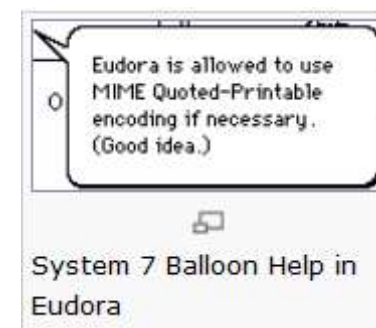 Eudora is allowed to use
MIME Quoted-Printable
encoding if necessary.
(Good idea.)
System 7 Balloon Help in
Eudora